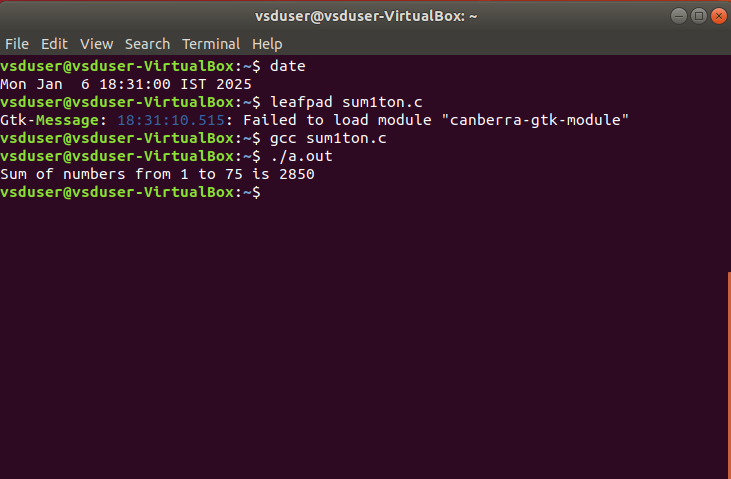 vsduser@vsduser-VirtualBox: ~
File Edit View Search Terminal Help
vsduser@vsduser-VirtualBox:~$ date
Mon Jan  6 18:31:00 IST 2025
vsduser@vsduser-VirtualBox:~$ leafpad sum1ton.c
Gtk-Message: 18:31:10.515: Failed to load module "canberra-gtk-module"
vsduser@vsduser-VirtualBox:~$ gcc sum1ton.c
vsduser@vsduser-VirtualBox:~$ ./a.out
Sum of numbers from 1 to 75 is 2850
vsduser@vsduser-VirtualBox:~$